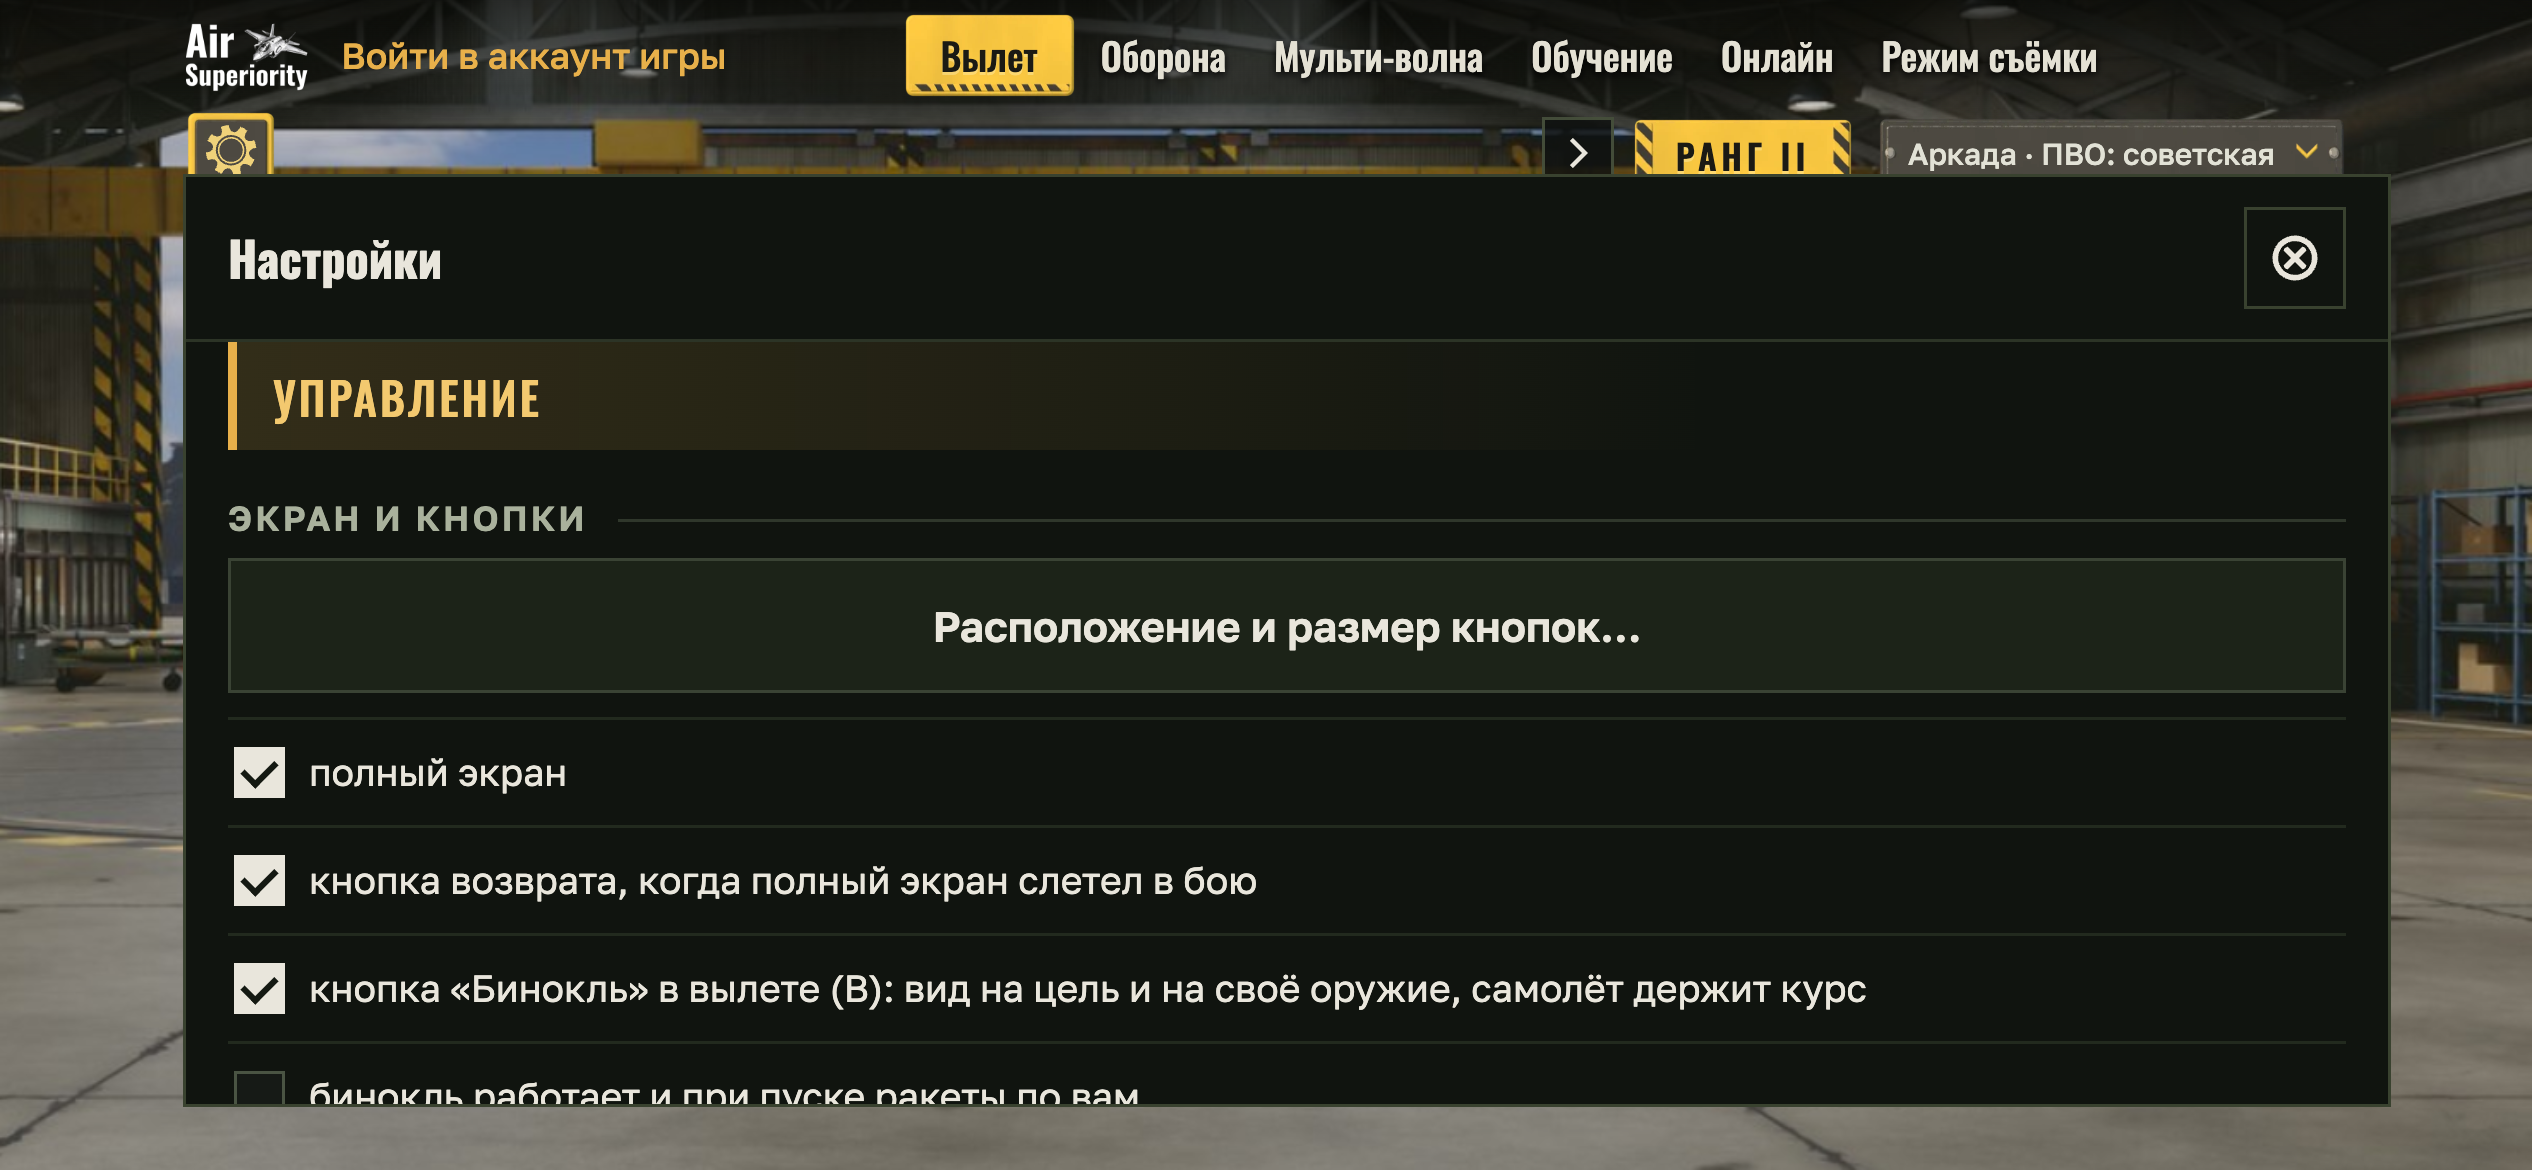 Air
Superiority
Войти в аккаунт игры
Вылет
Оборона
Мульти-волна
Обучение
Онлайн
Режим съёмки
РАНГ II
Аркада · ПВО: советская
Настройки
УПРАВЛЕНИЕ
ЭКРАН И КНОПКИ
Расположение и размер кнопок...
полный экран
кнопка возврата, когда полный экран слетел в бою
кнопка «Бинокль» в вылете (B): вид на цель и на своё оружие, самолёт держит курс
бинокль работает и при пуске ракеты по вам